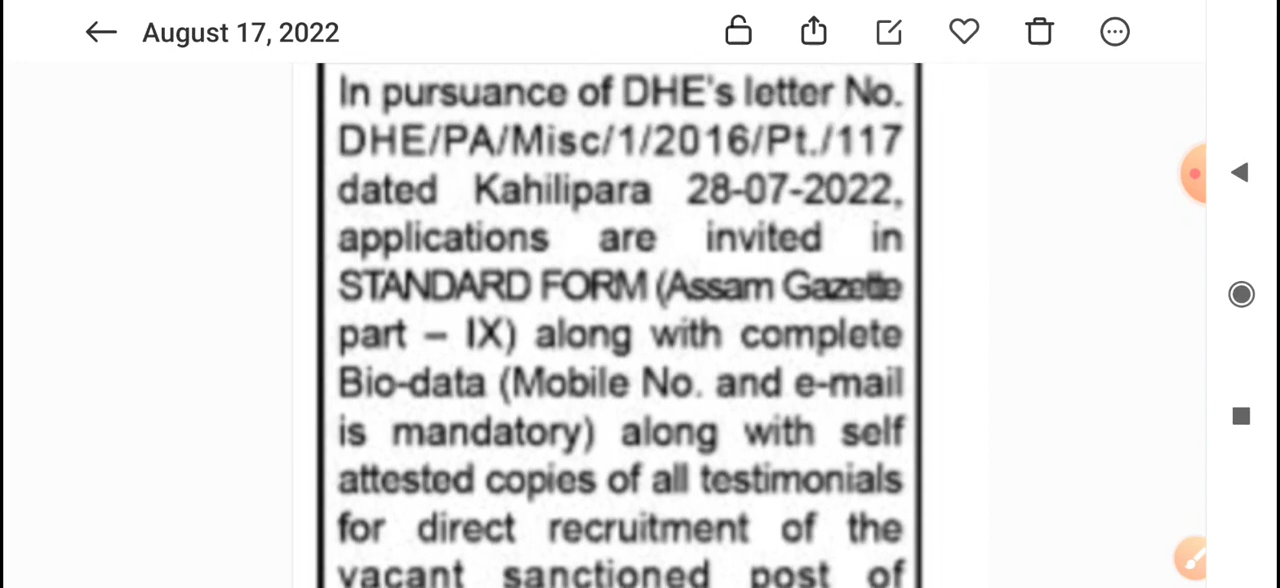 August 17, 2022
In pursuance of DHE's letter No.
DHE/PA/Misc/1/2016/Pt./117
dated Kahilipara 28-07-2022,
applications are invited in
STANDARD FORM (Assam Gazette
part – IX) along with complete
Bio-data (Mobile No. and e-mail
is mandatory) along with self
attested copies of all testimonials
for direct recruitment of the
vacant sanctioned post of